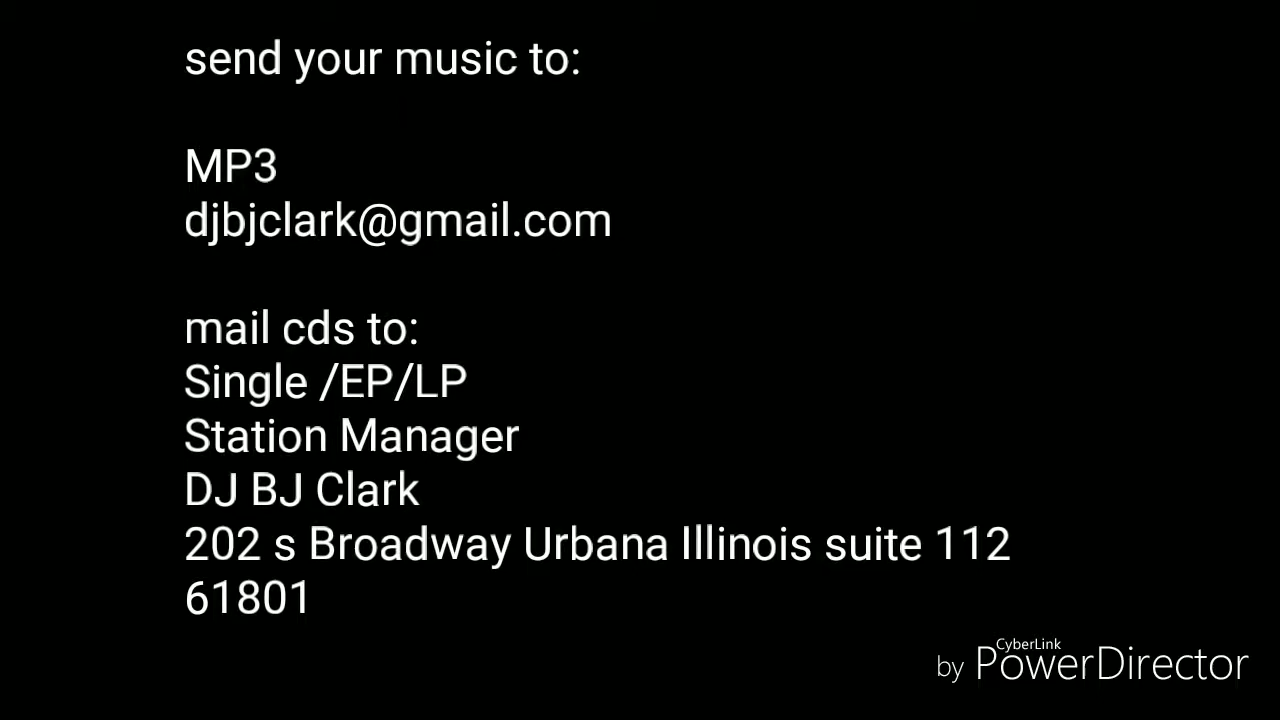 send your music to:
MP3
djbjclark@gmail.com
mail cds to:
Single /EP/LP
Station Manager
DJ BJ Clark
202 s Broadway Urbana Illinois suite 112
61801
CyberLink
by PowerDirector